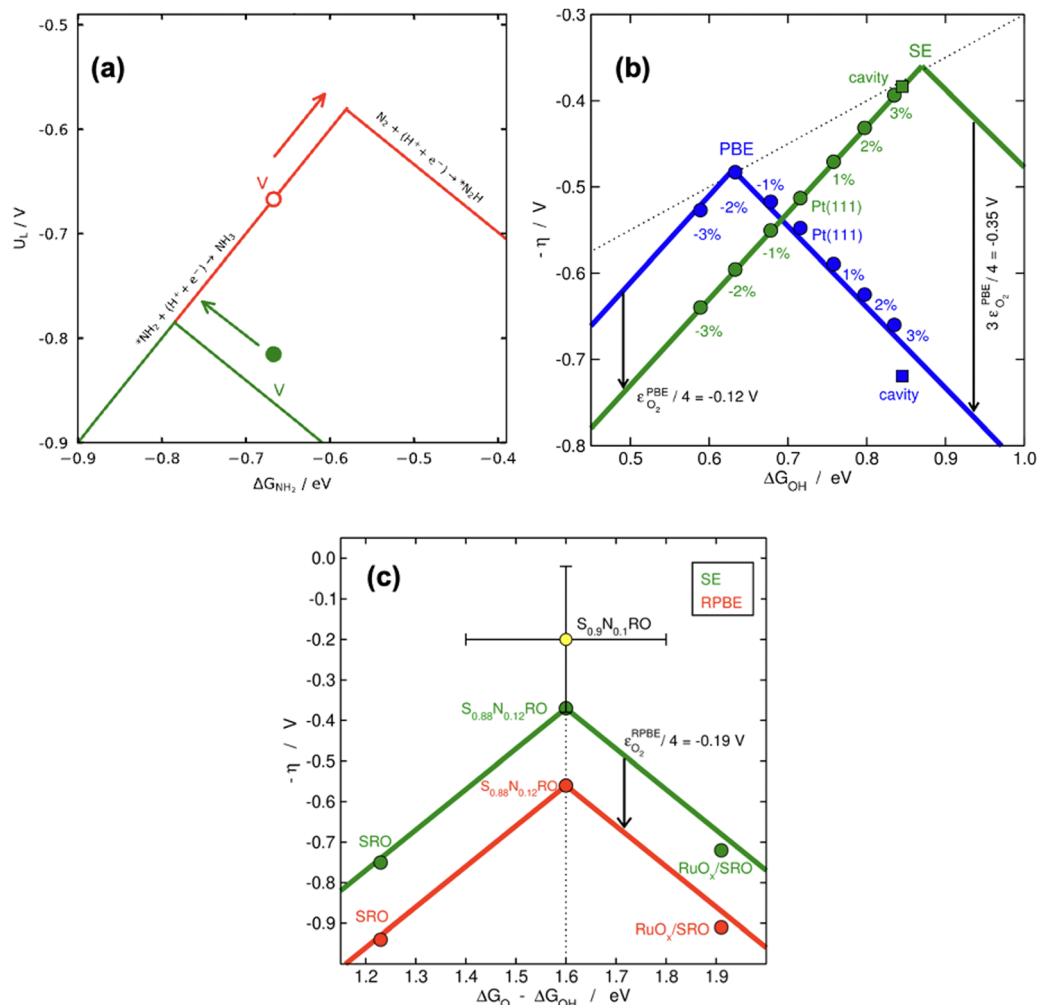 (a)
-0.5
-0.6
-0.7
-0.8
-0.9
U_L / V
N₂ + (H⁺ + e⁻) → *N₂H
V
*NH₂ + (H⁺ + e⁻) → NH₃
V
−0.9 −0.8 −0.7 −0.6 −0.5 −0.4
ΔG_NH₂ / eV
(b)
-0.3
-0.4
-0.5
-0.6
-0.7
-0.8
- η / V
SE
cavity
3%
2%
1%
Pt(111)
-1%
-2%
-3%
PBE
-1%
-2%
-3%
Pt(111)
1%
2%
3%
cavity
ε_O₂^PBE / 4 = -0.12 V
3 ε_O₂^PBE / 4 = -0.35 V
0.5 0.6 0.7 0.8 0.9 1.0
ΔG_OH / eV
(c)
0.0
-0.1
-0.2
-0.3
-0.4
-0.5
-0.6
-0.7
-0.8
-0.9
- η / V
SE
RPBE
S₀.₉N₀.₁RO
S₀.₈₈N₀.₁₂RO
ε_O₂^RPBE / 4 = -0.19 V
S₀.₈₈N₀.₁₂RO
SRO
RuOₓ/SRO
SRO
RuOₓ/SRO
1.2 1.3 1.4 1.5 1.6 1.7 1.8 1.9
ΔG_O - ΔG_OH / eV